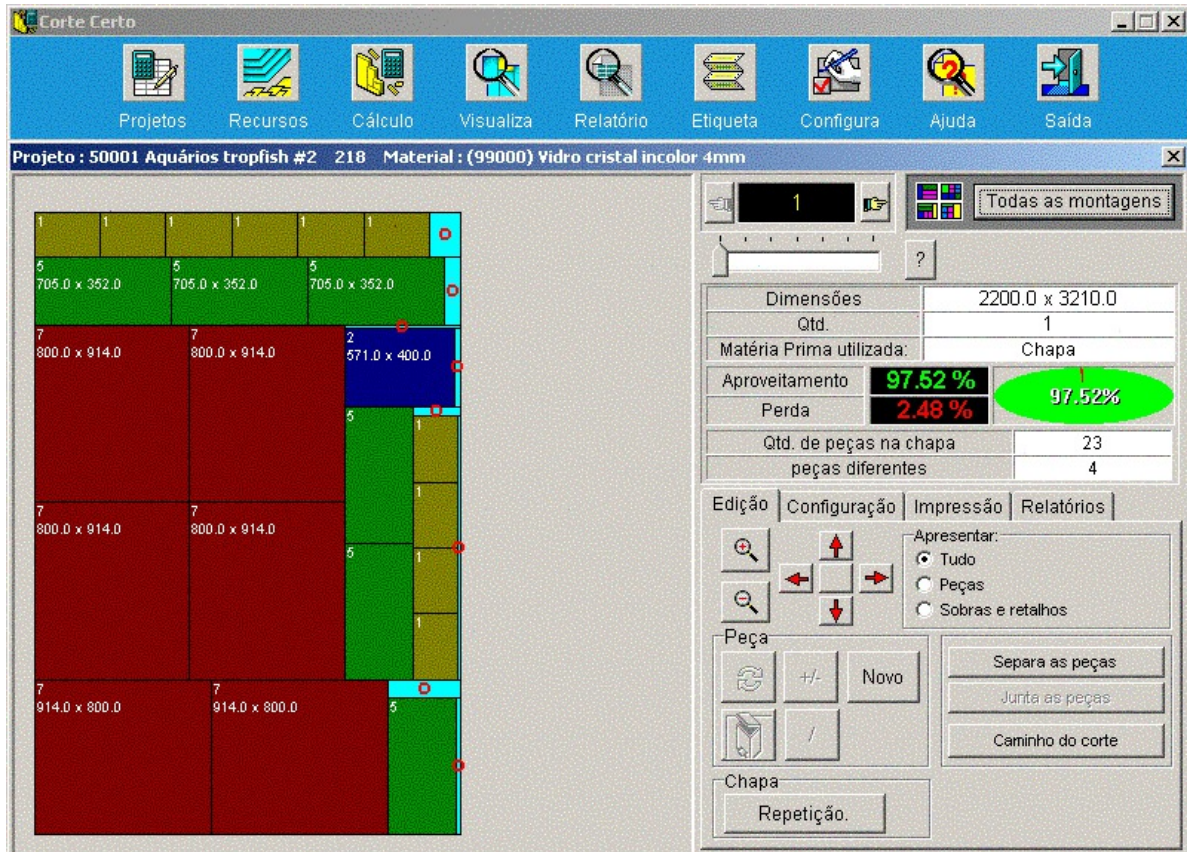 Corte Certo
Projetos Recursos Cálculo Visualiza Relatório Etiqueta Configura Ajuda Saída
Projeto : 50001 Aquários tropfish #2 218 Material : (99000) Vidro cristal incolor 4mm
1 Todas as montagens
?
1 1 1 1 1 1
5 5 5
705.0 x 352.0 705.0 x 352.0 705.0 x 352.0
7 7 2
800.0 x 914.0 800.0 x 914.0 571.0 x 400.0
5 1
1
7 7
800.0 x 914.0 800.0 x 914.0
5 1
1
7 7 5
914.0 x 800.0 914.0 x 800.0
Dimensões 2200.0 x 3210.0
Qtd. 1
Matéria Prima utilizada: Chapa
Aproveitamento 97.52 % 97.52%
Perda 2.48 %
Qtd. de peças na chapa 23
peças diferentes 4
Edição Configuração Impressão Relatórios
Apresentar:
Tudo
Peças
Sobras e retalhos
Peça
+/- Novo
/
Separa as peças
Junta as peças
Caminho do corte
Chapa
Repetição.